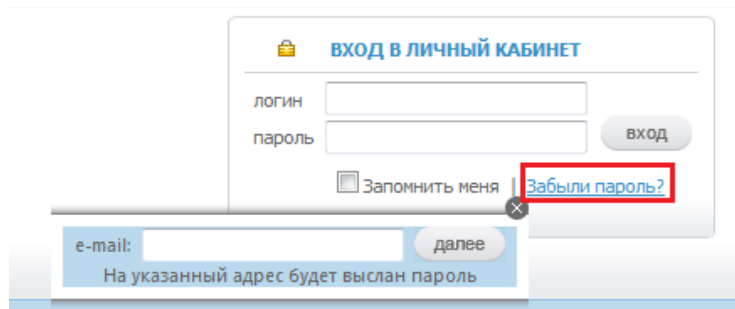 ВХОД В ЛИЧНЫЙ КАБИНЕТ
логин
пароль
вход
Запомнить меня | Забыли пароль?
e-mail:
далее
На указанный адрес будет выслан пароль